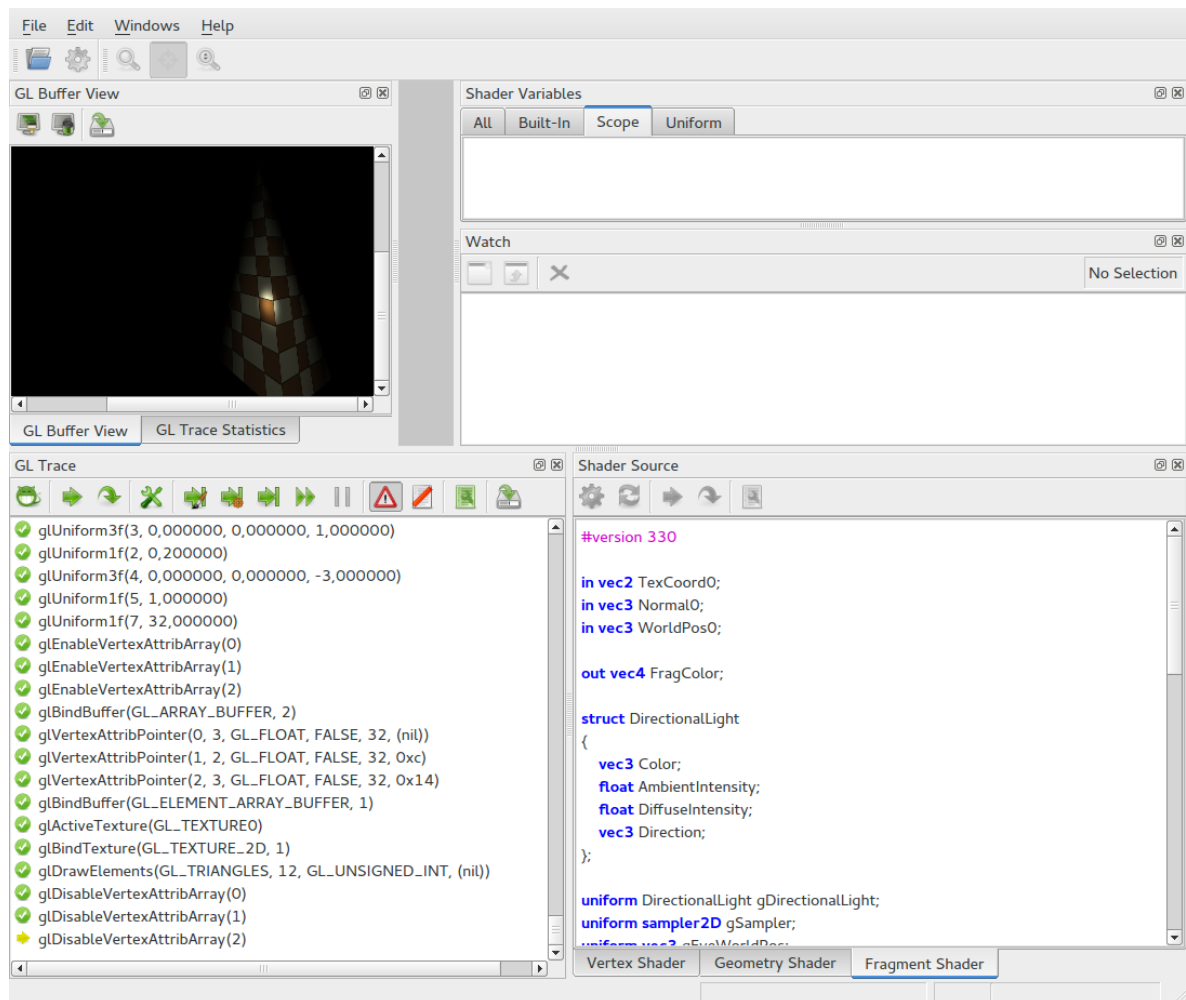 File Edit Windows Help
GL Buffer View
GL Buffer View GL Trace Statistics
Shader Variables
All Built-In Scope Uniform
Watch
No Selection
GL Trace
glUniform3f(3, 0,000000, 0,000000, 1,000000)
glUniform1f(2, 0,200000)
glUniform3f(4, 0,000000, 0,000000, -3,000000)
glUniform1f(5, 1,000000)
glUniform1f(7, 32,000000)
glEnableVertexAttribArray(0)
glEnableVertexAttribArray(1)
glEnableVertexAttribArray(2)
glBindBuffer(GL_ARRAY_BUFFER, 2)
glVertexAttribPointer(0, 3, GL_FLOAT, FALSE, 32, (nil))
glVertexAttribPointer(1, 2, GL_FLOAT, FALSE, 32, 0xc)
glVertexAttribPointer(2, 3, GL_FLOAT, FALSE, 32, 0x14)
glBindBuffer(GL_ELEMENT_ARRAY_BUFFER, 1)
glActiveTexture(GL_TEXTURE0)
glBindTexture(GL_TEXTURE_2D, 1)
glDrawElements(GL_TRIANGLES, 12, GL_UNSIGNED_INT, (nil))
glDisableVertexAttribArray(0)
glDisableVertexAttribArray(1)
glDisableVertexAttribArray(2)
Shader Source
#version 330
in vec2 TexCoord0;
in vec3 Normal0;
in vec3 WorldPos0;
out vec4 FragColor;
struct DirectionalLight
{
vec3 Color;
float AmbientIntensity;
float DiffuseIntensity;
vec3 Direction;
};
uniform DirectionalLight gDirectionalLight;
uniform sampler2D gSampler;
uniform vec3 gEyeWorldPos;
Vertex Shader Geometry Shader Fragment Shader